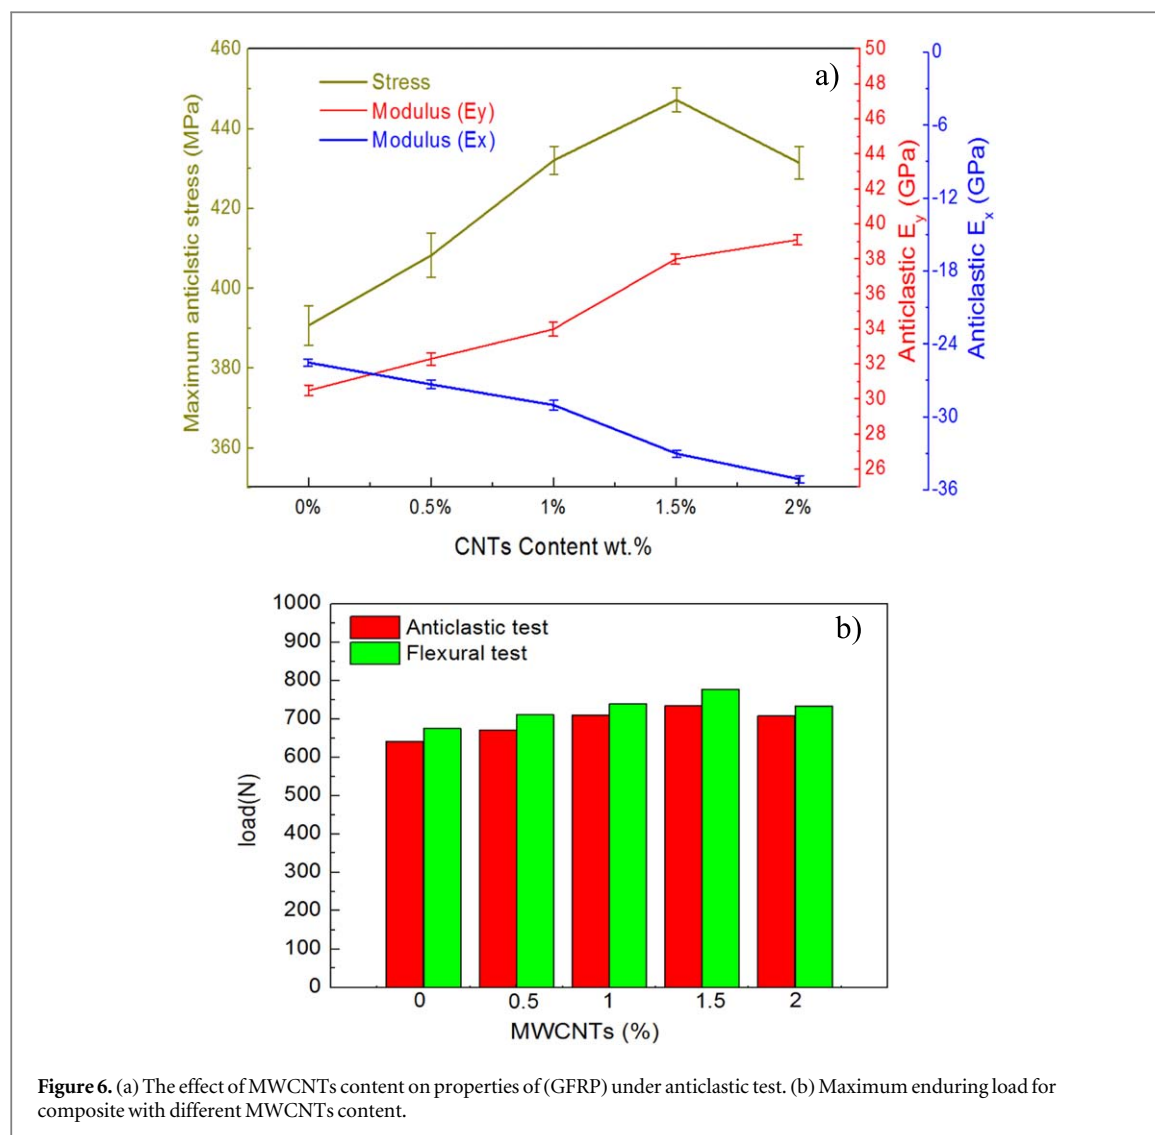 a)
Stress
Modulus (Ey)
Modulus (Ex)
Maximum anticlstic stress (MPa)
460
440
420
400
380
360
50
48
46
44
42
40
38
36
34
32
30
28
26
Anticlastic Ey (GPa)
0
-6
-12
-18
-24
-30
-36
Anticlastic Ex (GPa)
0% 0.5% 1% 1.5% 2%
CNTs Content wt.%
b)
Anticlastic test
Flexural test
load(N)
1000
900
800
700
600
500
400
300
200
100
0
0 0.5 1 1.5 2
MWCNTs (%)
Figure 6. (a) The effect of MWCNTs content on properties of (GFRP) under anticlastic test. (b) Maximum enduring load for
composite with different MWCNTs content.